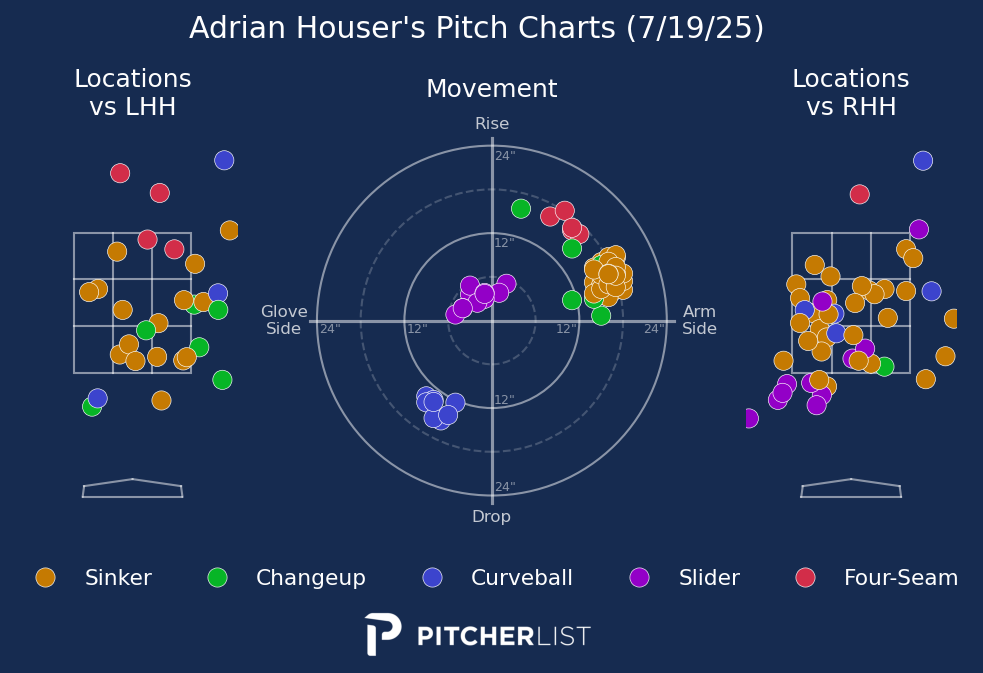 Adrian Houser's Pitch Charts (7/19/25)
Locations
vs LHH
Movement
Locations
vs RHH
Rise
24"
12"
Glove
Side
24"
12"
12"
24"
Arm
Side
12"
24"
Drop
Sinker
Changeup
Curveball
Slider
Four-Seam
PITCHERLIST